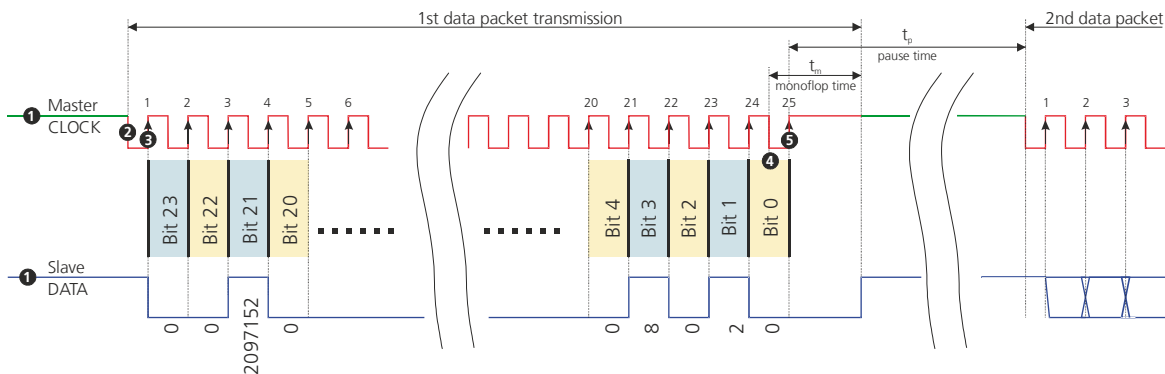 1st data packet transmission
2nd data packet
tp
pause time
tm
monoflop time
1 Master
CLOCK
2
3
1 2 3 4 5 6
20 21 22 23 24 25
1 2 3
4
5
Bit 23
Bit 22
Bit 21
Bit 20
Bit 4
Bit 3
Bit 2
Bit 1
Bit 0
1 Slave
DATA
0
0
2097152
0
0
8
0
2
0